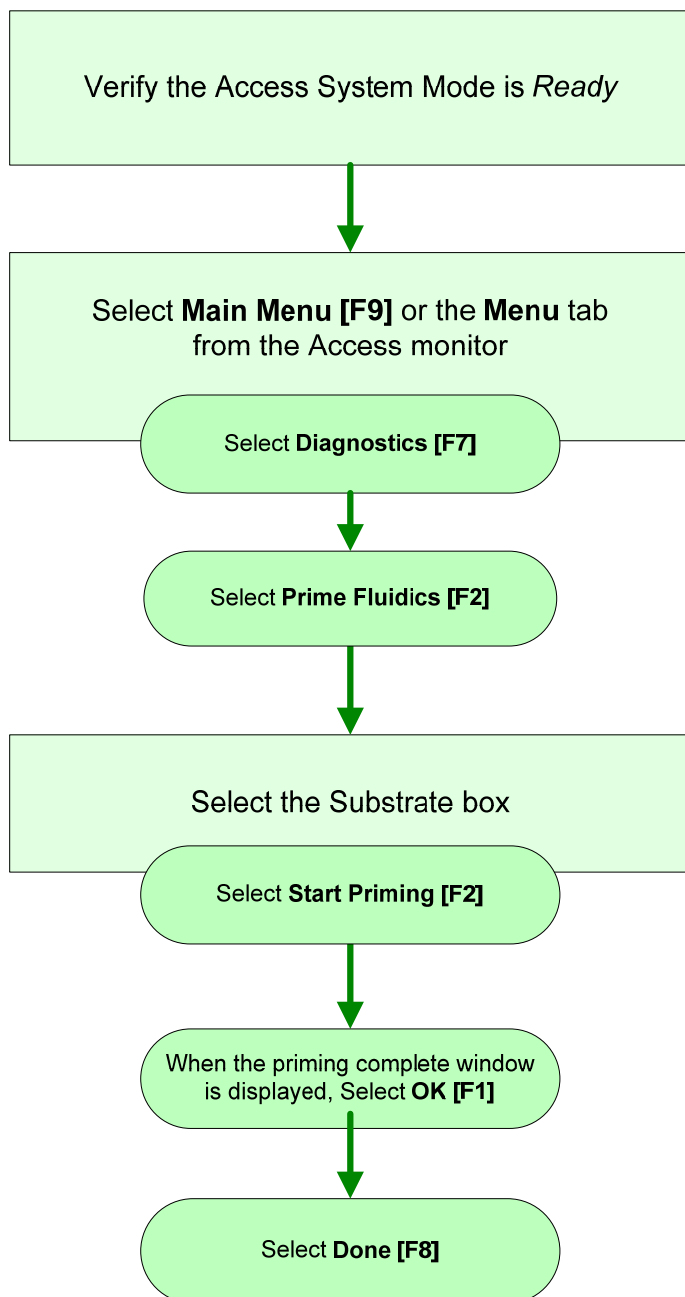 Verify the Access System Mode is Ready
Select Main Menu [F9] or the Menu tab
from the Access monitor
Select Diagnostics [F7]
Select Prime Fluidics [F2]
Select the Substrate box
Select Start Priming [F2]
When the priming complete window
is displayed, Select OK [F1]
Select Done [F8]